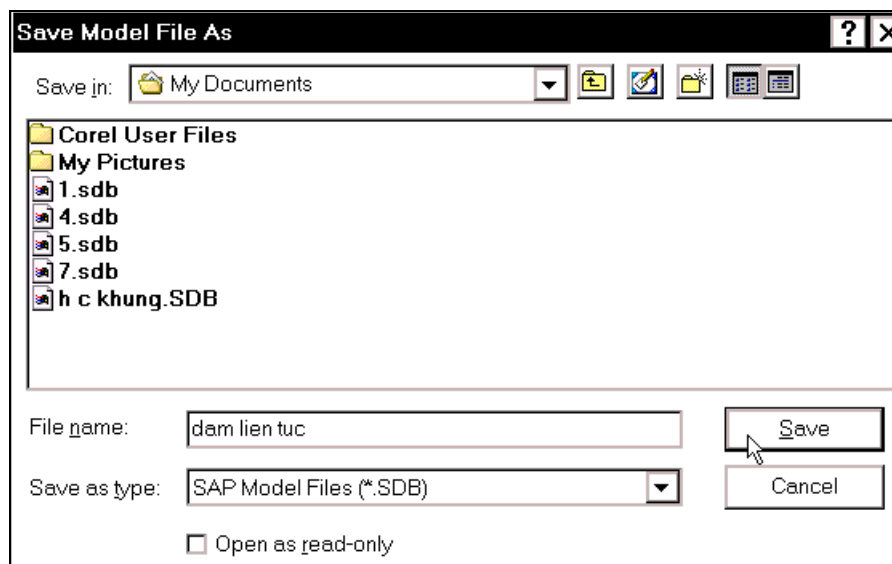 Save Model File As
Save in: My Documents
Corel User Files
My Pictures
1.sdb
4.sdb
5.sdb
7.sdb
h c khung.SDB
File name: dam lien tuc Save
Save as type: SAP Model Files (*.SDB) Cancel
Open as read-only